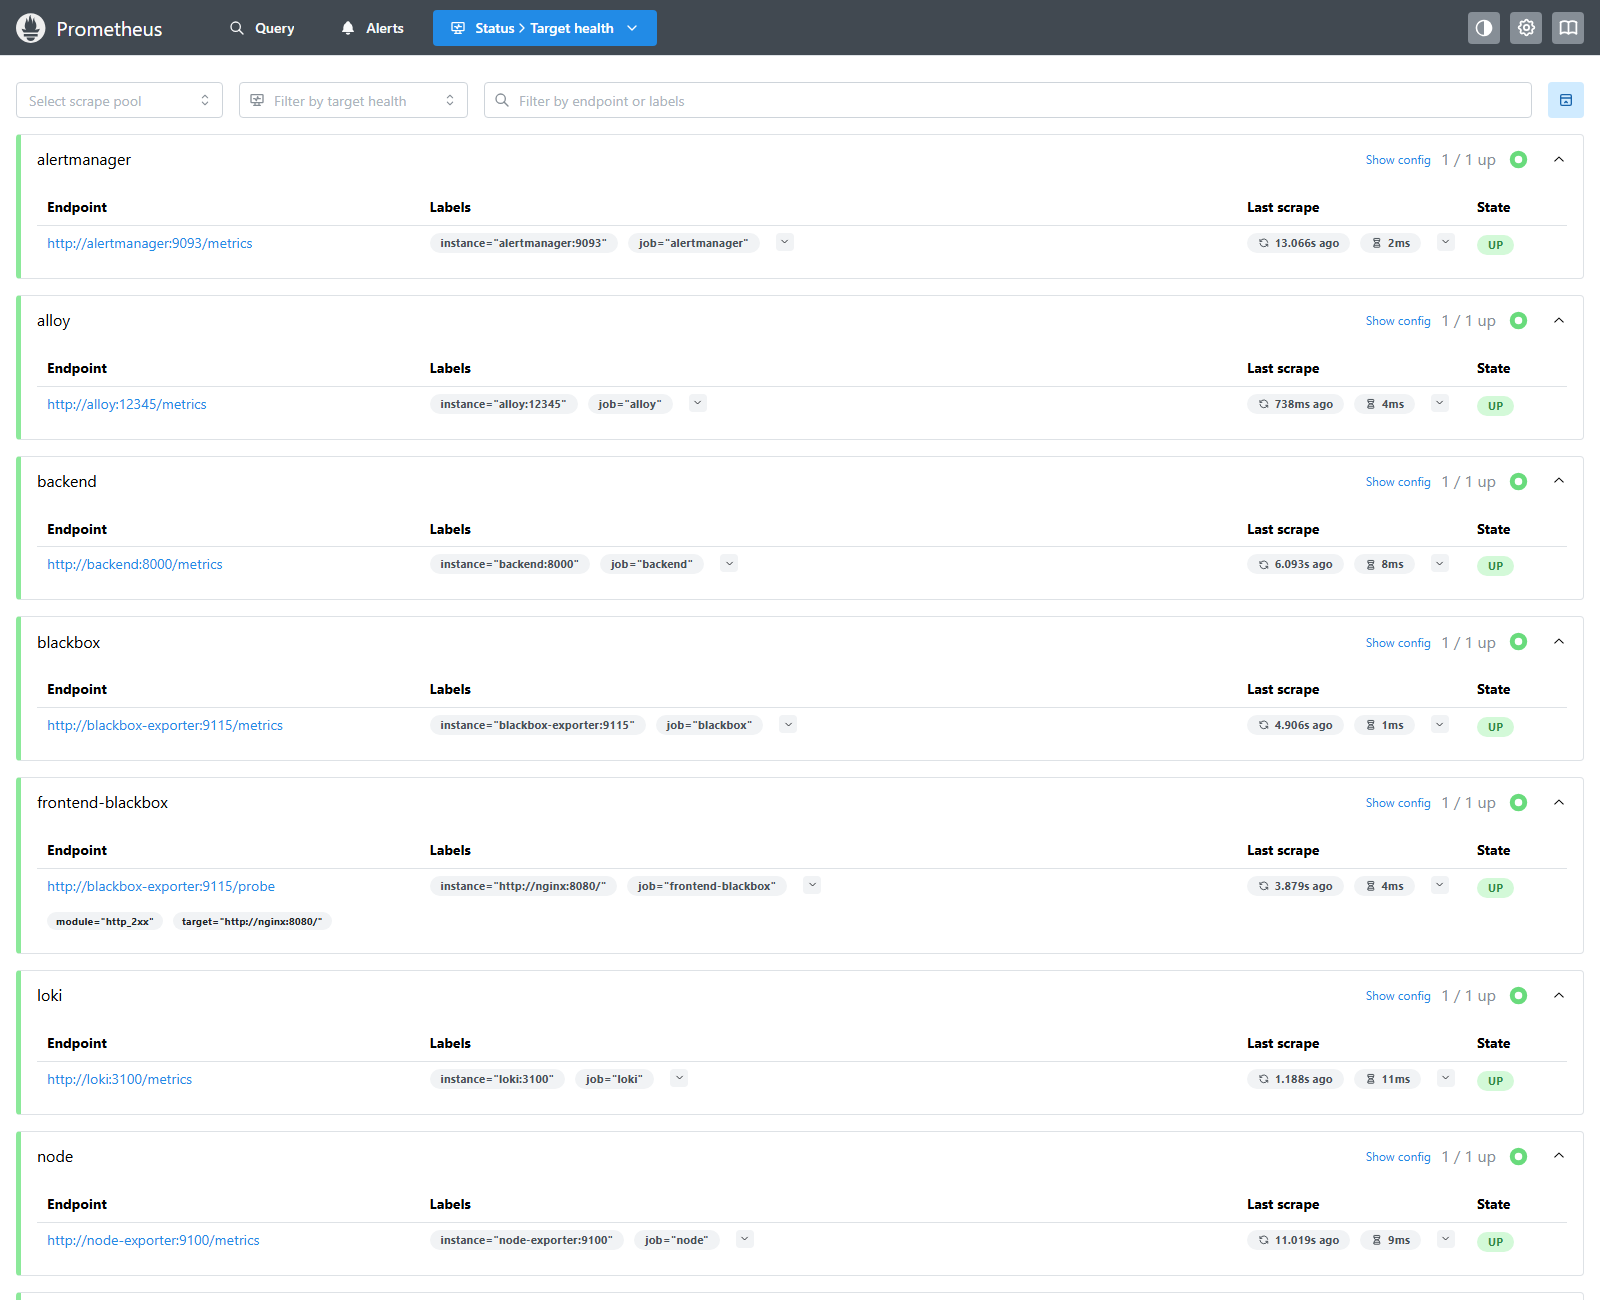 Prometheus Query Alerts Status > Target health
Select scrape pool Filter by target health Filter by endpoint or labels
alertmanager Show config 1 / 1 up
Endpoint Labels Last scrape State
http://alertmanager:9093/metrics instance="alertmanager:9093" job="alertmanager" 13.066s ago 2ms UP
alloy Show config 1 / 1 up
Endpoint Labels Last scrape State
http://alloy:12345/metrics instance="alloy:12345" job="alloy" 738ms ago 4ms UP
backend Show config 1 / 1 up
Endpoint Labels Last scrape State
http://backend:8000/metrics instance="backend:8000" job="backend" 6.093s ago 8ms UP
blackbox Show config 1 / 1 up
Endpoint Labels Last scrape State
http://blackbox-exporter:9115/metrics instance="blackbox-exporter:9115" job="blackbox" 4.906s ago 1ms UP
frontend-blackbox Show config 1 / 1 up
Endpoint Labels Last scrape State
http://blackbox-exporter:9115/probe instance="http://nginx:8080/" job="frontend-blackbox" 3.879s ago 4ms UP
module="http_2xx" target="http://nginx:8080/"
loki Show config 1 / 1 up
Endpoint Labels Last scrape State
http://loki:3100/metrics instance="loki:3100" job="loki" 1.188s ago 11ms UP
node Show config 1 / 1 up
Endpoint Labels Last scrape State
http://node-exporter:9100/metrics instance="node-exporter:9100" job="node" 11.019s ago 9ms UP